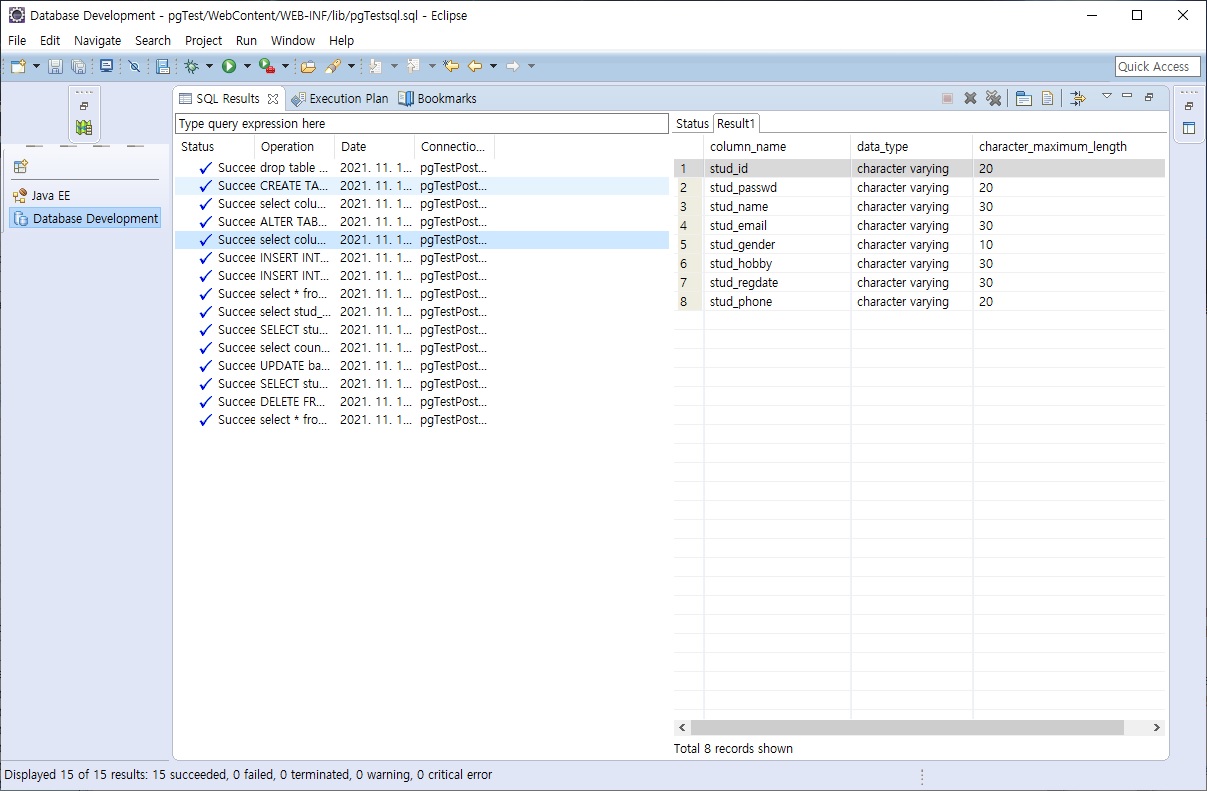 Database Development - pgTest/WebContent/WEB-INF/lib/pgTestsql.sql - Eclipse
File Edit Navigate Search Project Run Window Help
Quick Access
SQL Results Execution Plan Bookmarks
Type query expression here
Status Result1
Status Operation Date Connectio...
Succee drop table ... 2021. 11. 1... pgTestPost...
Succee CREATE TA... 2021. 11. 1... pgTestPost...
Succee select colu... 2021. 11. 1... pgTestPost...
Succee ALTER TAB... 2021. 11. 1... pgTestPost...
Succee select colu... 2021. 11. 1... pgTestPost...
Succee INSERT INT... 2021. 11. 1... pgTestPost...
Succee INSERT INT... 2021. 11. 1... pgTestPost...
Succee select * fro... 2021. 11. 1... pgTestPost...
Succee select stud_... 2021. 11. 1... pgTestPost...
Succee SELECT stu... 2021. 11. 1... pgTestPost...
Succee select coun... 2021. 11. 1... pgTestPost...
Succee UPDATE ba... 2021. 11. 1... pgTestPost...
Succee SELECT stu... 2021. 11. 1... pgTestPost...
Succee DELETE FR... 2021. 11. 1... pgTestPost...
Succee select * fro... 2021. 11. 1... pgTestPost...
column_name data_type character_maximum_length
1 stud_id character varying 20
2 stud_passwd character varying 20
3 stud_name character varying 30
4 stud_email character varying 30
5 stud_gender character varying 10
6 stud_hobby character varying 30
7 stud_regdate character varying 30
8 stud_phone character varying 20
Java EE
Database Development
Total 8 records shown
Displayed 15 of 15 results: 15 succeeded, 0 failed, 0 terminated, 0 warning, 0 critical error